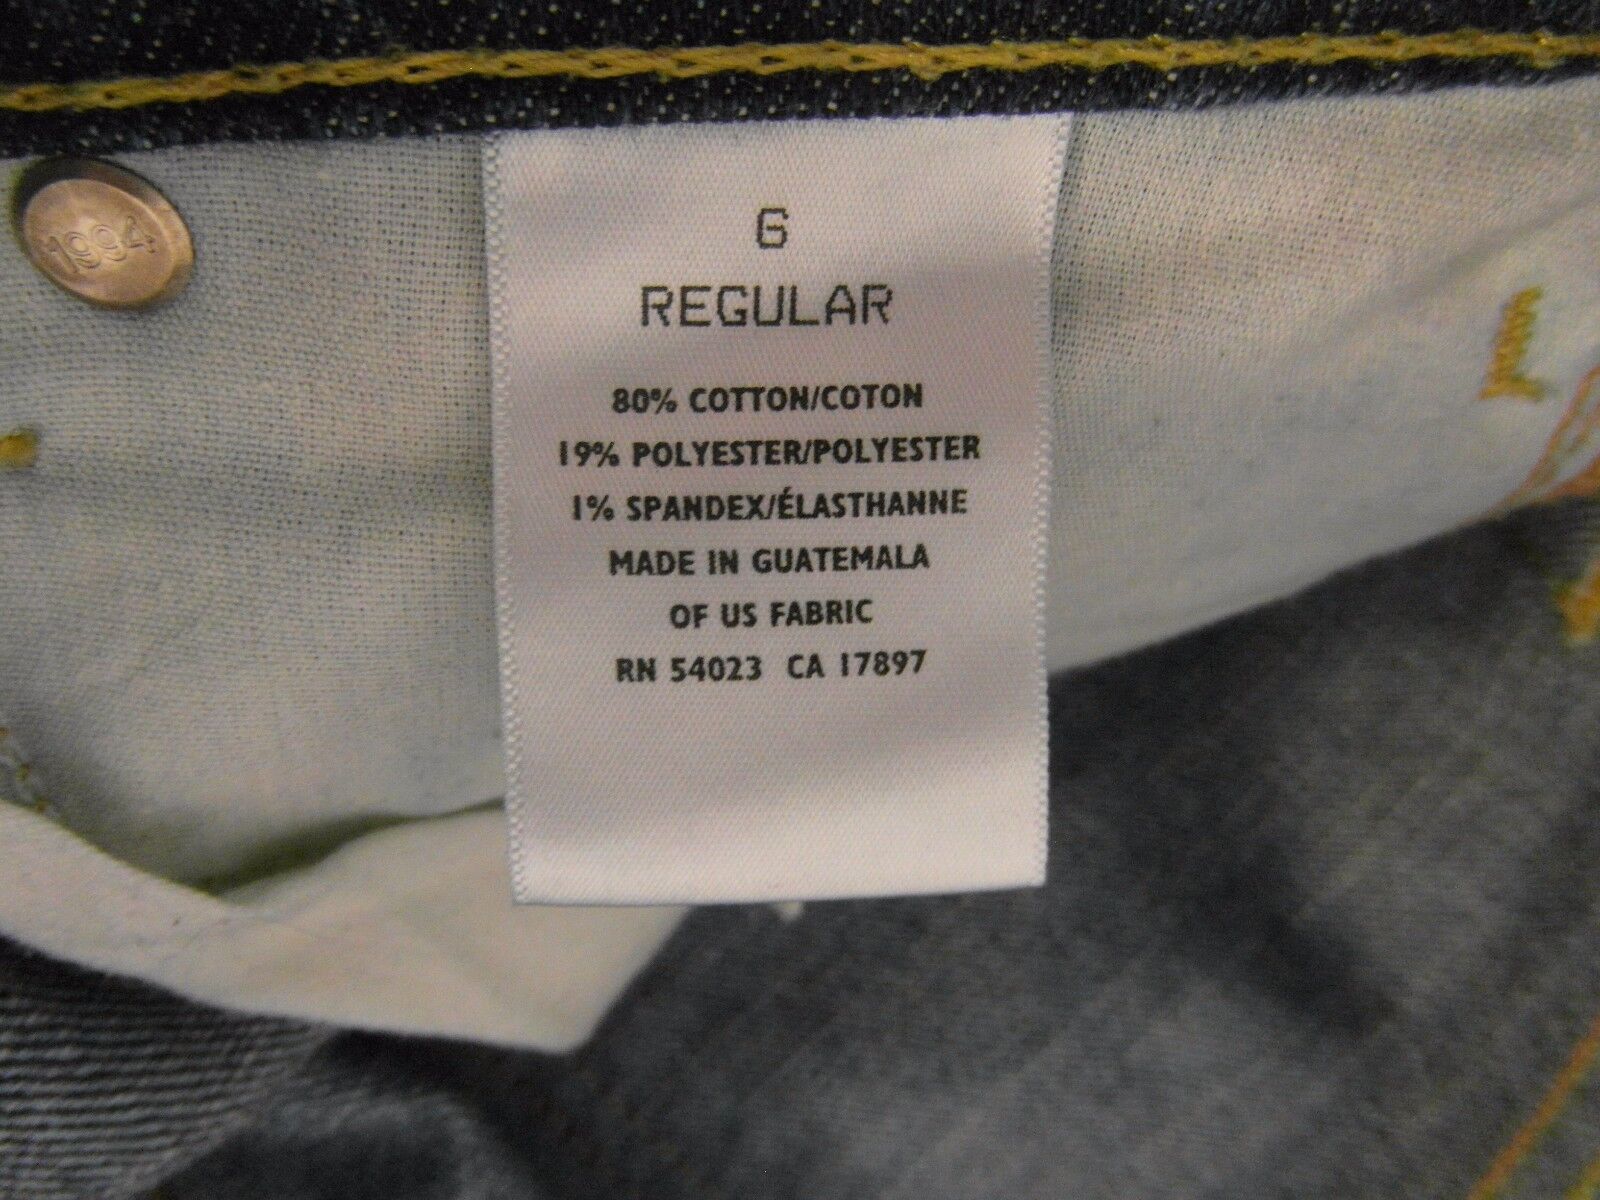 1994
6
REGULAR
80% COTTON/COTON
19% POLYESTER/POLYESTER
1% SPANDEX/ÉLASTHANNE
MADE IN GUATEMALA
OF US FABRIC
RN 54023 CA 17897